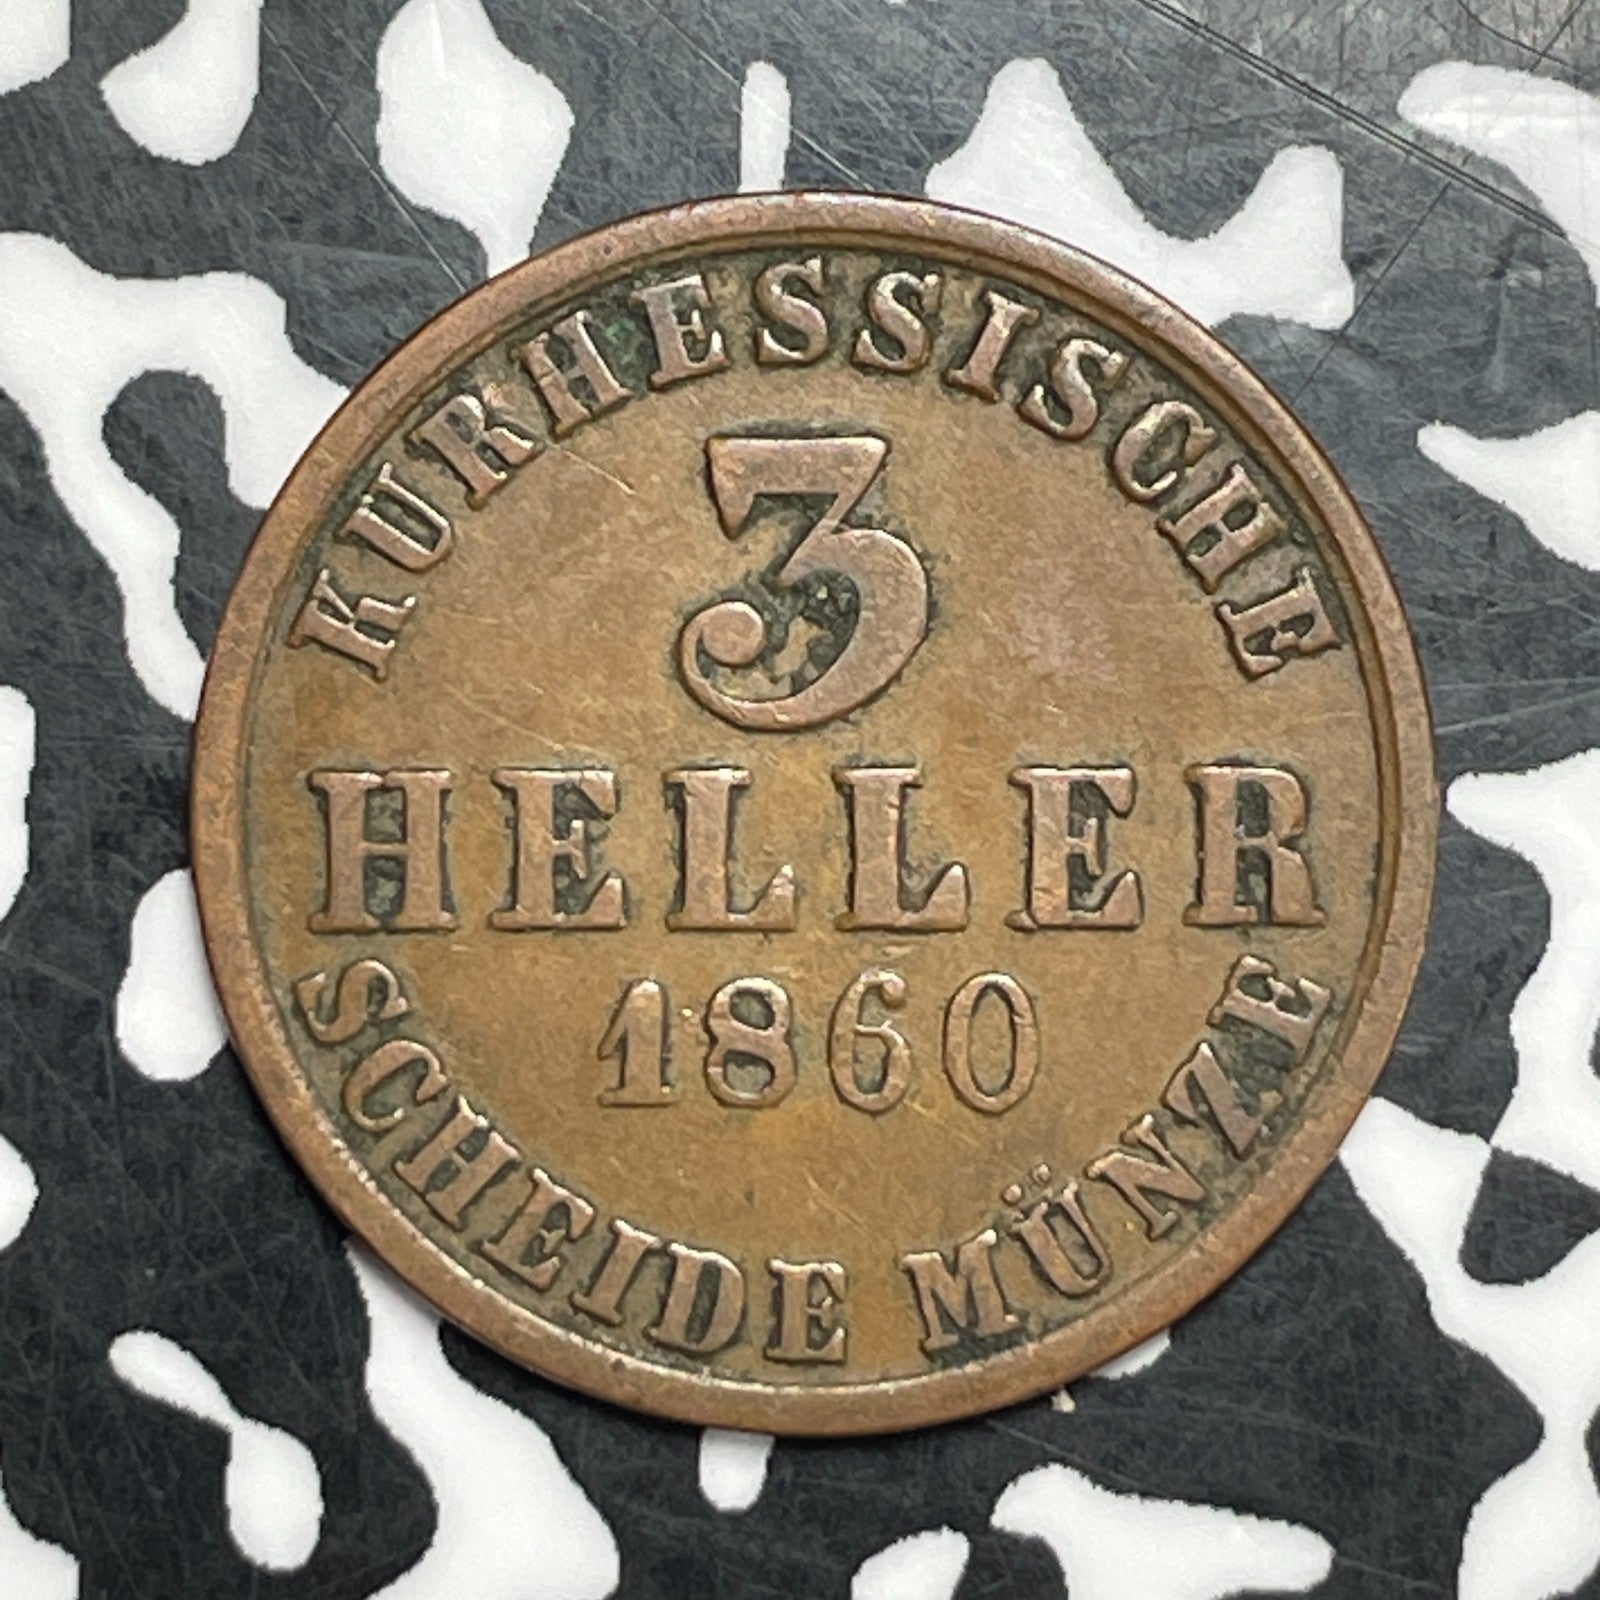 KURHESSISCHE
3
HELLER
1860
SCHEIDE MÜNZE